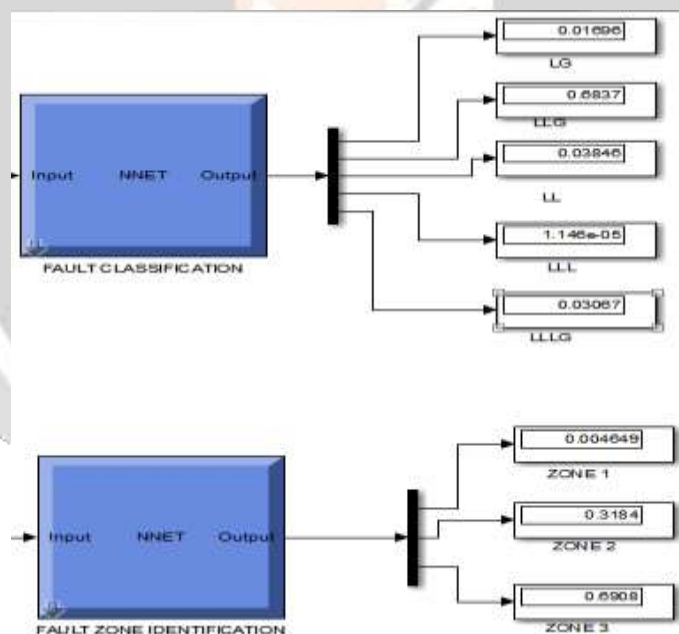 0.01696
LG
0.6837
LLG
0.03846
LL
1.146e-05
LLL
0.03067
LLLG
Input NNET Output
FAULT CLASSIFICATION
0.004649
ZONE 1
0.3184
ZONE 2
0.6908
ZONE 3
Input NNET Output
FAULT ZONE IDENTIFICATION